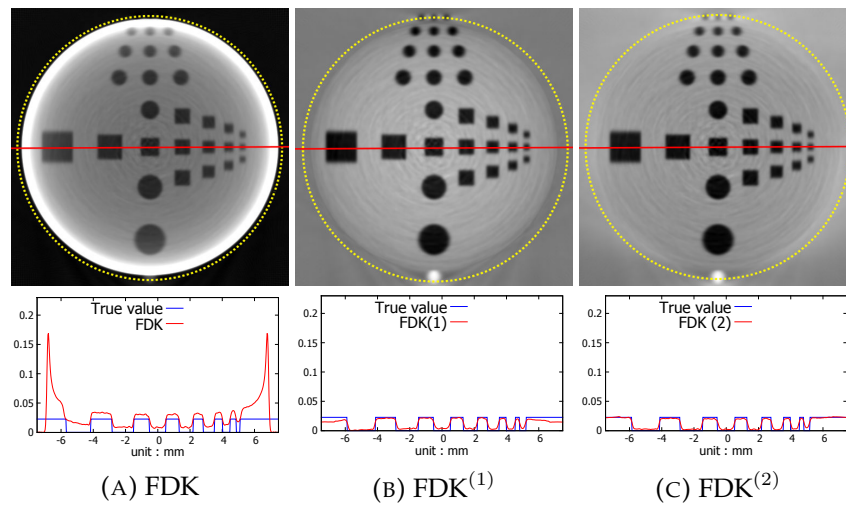 True value
FDK
0.2
0.15
0.1
0.05
0
-6 -4 -2 0 2 4 6
unit : mm
(A) FDK
True value
FDK(1)
0.2
0.15
0.1
0.05
0
-6 -4 -2 0 2 4 6
unit : mm
(B) FDK(1)
True value
FDK (2)
0.2
0.15
0.1
0.05
0
-6 -4 -2 0 2 4 6
unit : mm
(C) FDK(2)